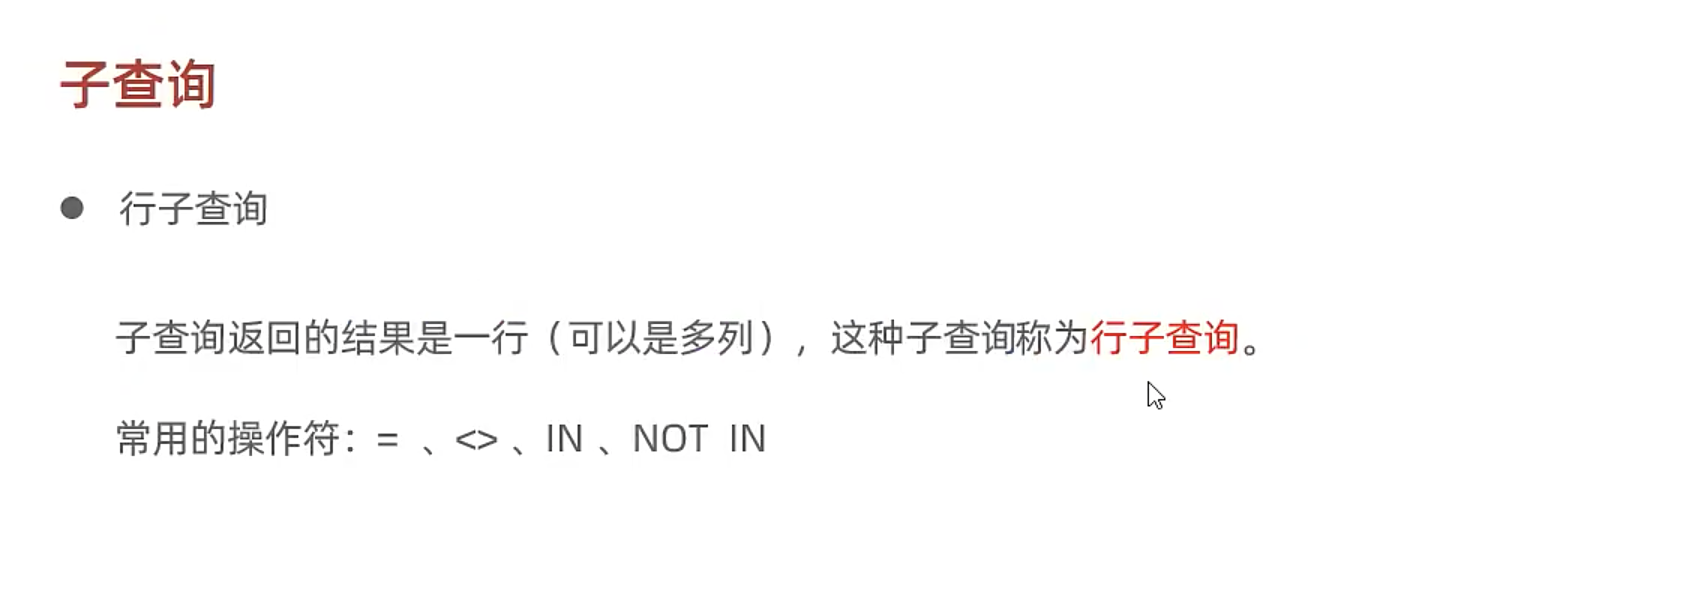 子查询
● 行子查询
子查询返回的结果是一行（可以是多列），这种子查询称为行子查询。
常用的操作符：= 、<> 、IN 、NOT IN